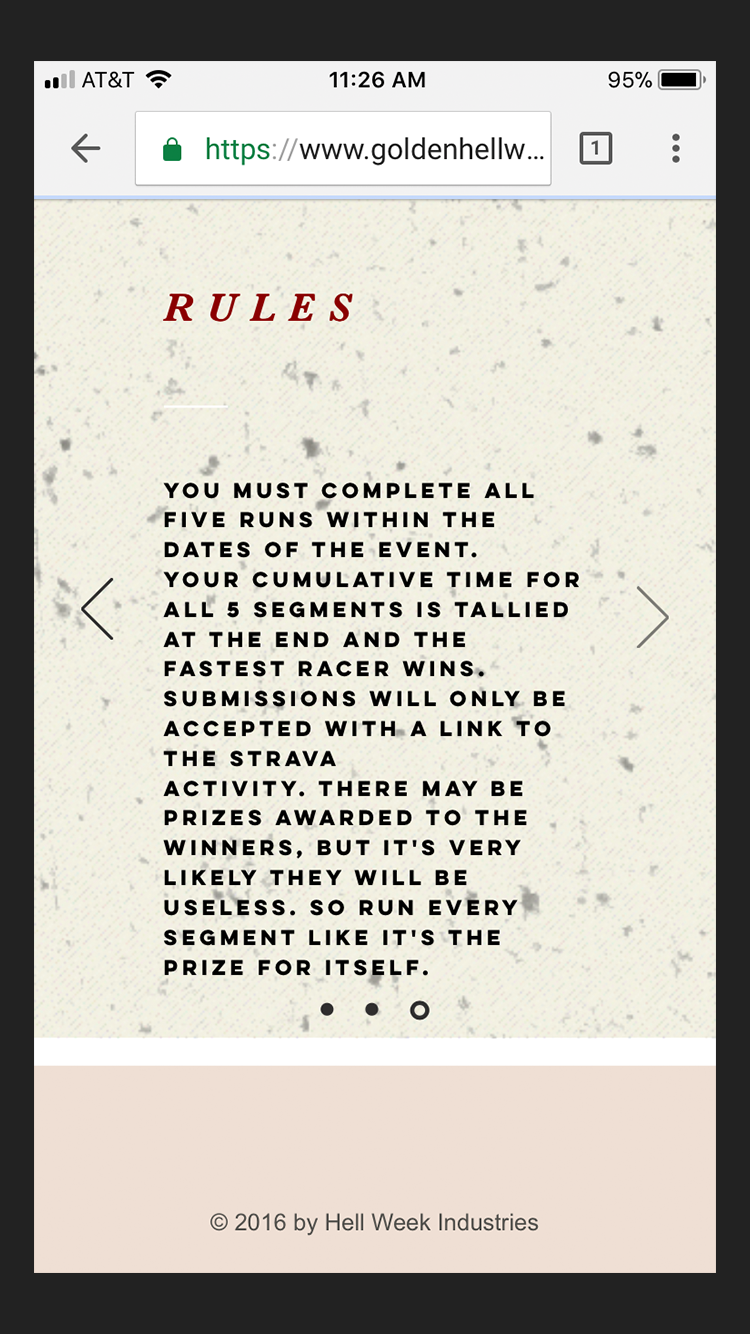 AT&T 11:26 AM 95%
https://www.goldenhellw... 1
RULES
YOU MUST COMPLETE ALL
FIVE RUNS WITHIN THE
DATES OF THE EVENT.
YOUR CUMULATIVE TIME FOR
ALL 5 SEGMENTS IS TALLIED
AT THE END AND THE
FASTEST RACER WINS.
SUBMISSIONS WILL ONLY BE
ACCEPTED WITH A LINK TO
THE STRAVA
ACTIVITY. THERE MAY BE
PRIZES AWARDED TO THE
WINNERS, BUT IT'S VERY
LIKELY THEY WILL BE
USELESS. SO RUN EVERY
SEGMENT LIKE IT'S THE
PRIZE FOR ITSELF.
© 2016 by Hell Week Industries